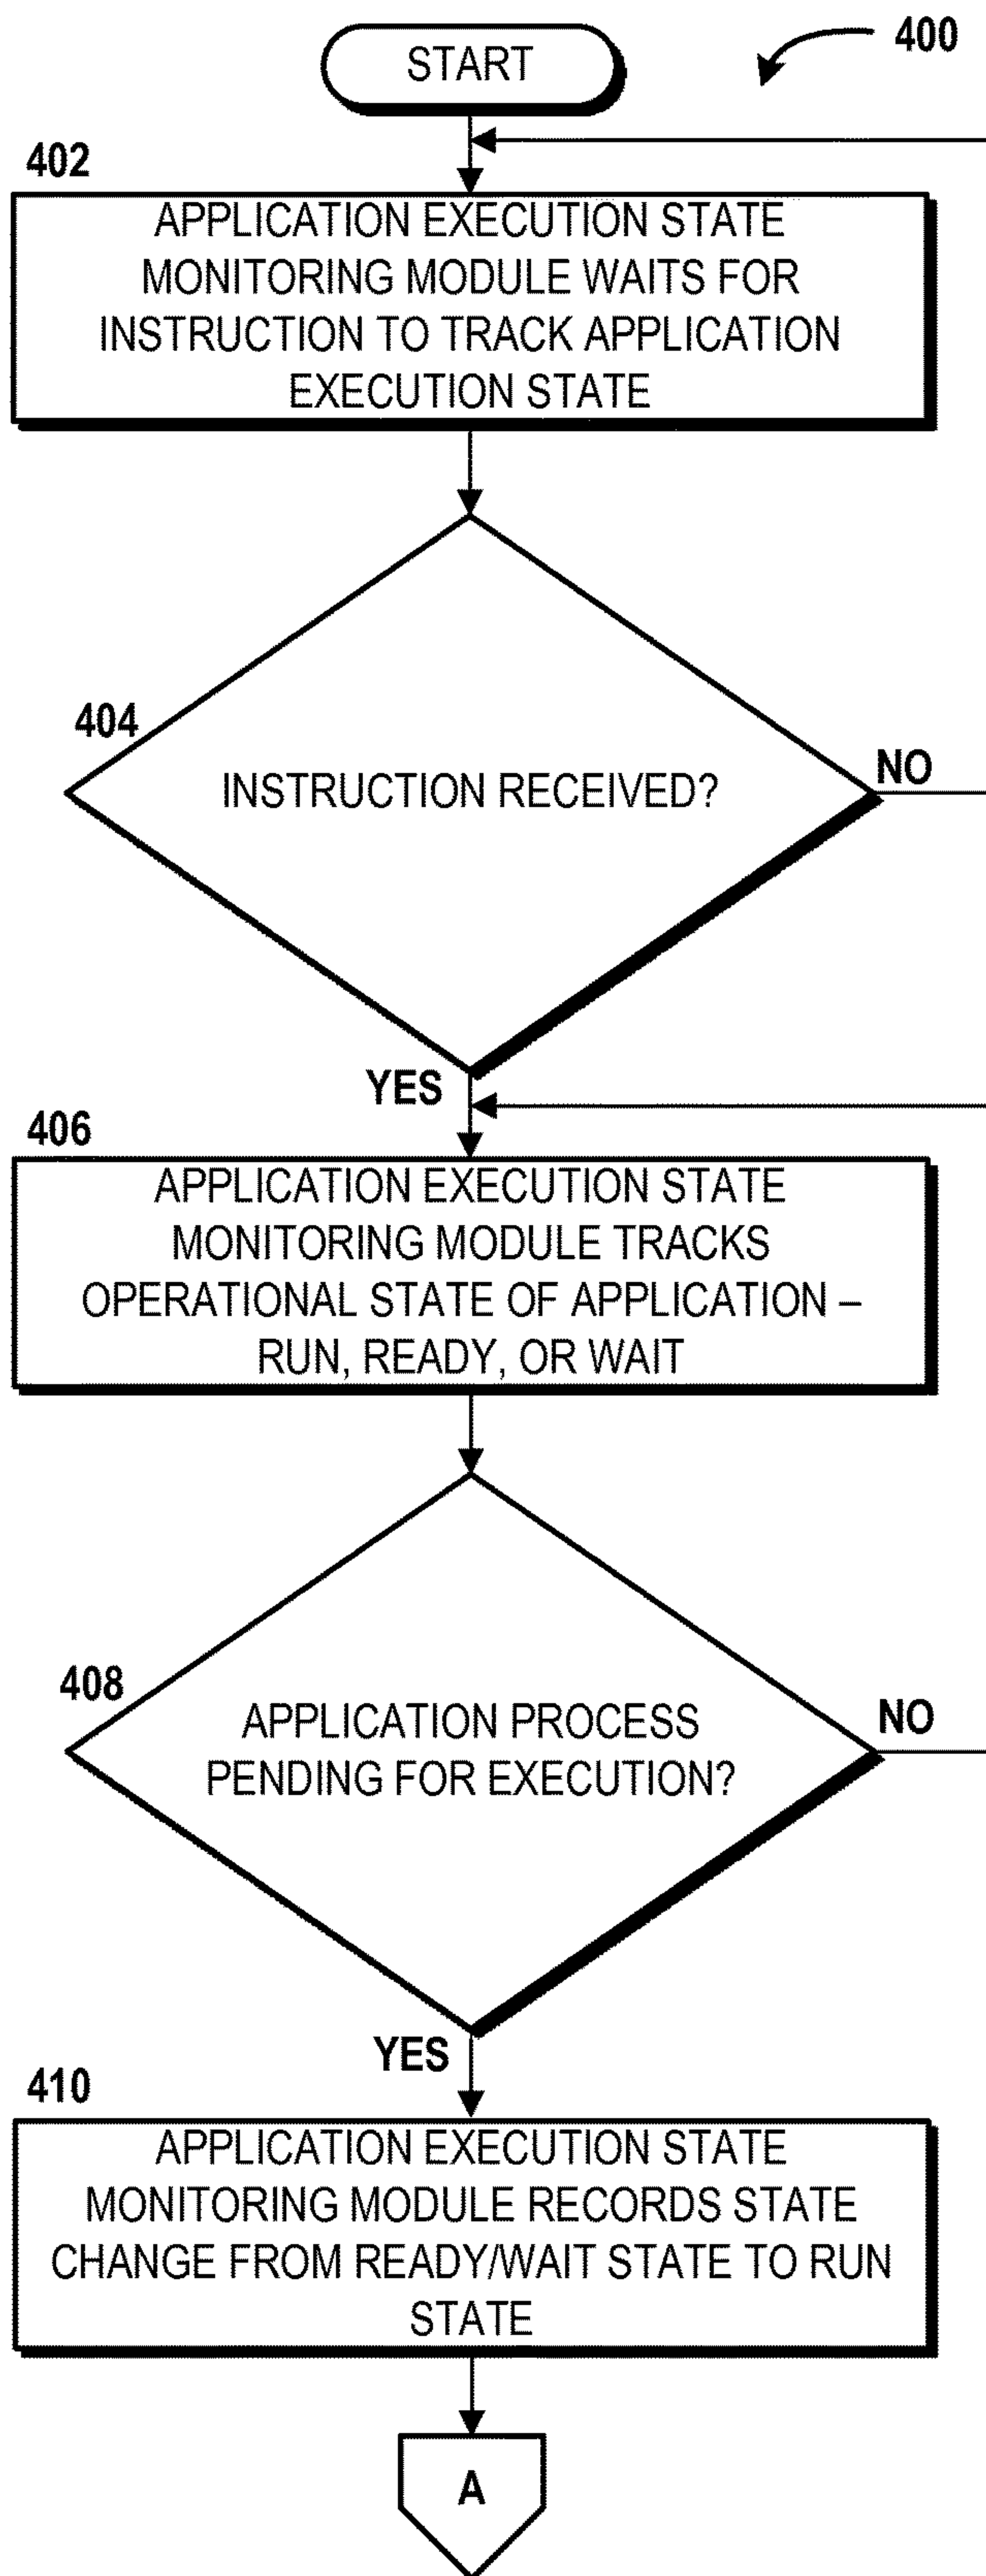 START
400
402
APPLICATION EXECUTION STATE
MONITORING MODULE WAITS FOR
INSTRUCTION TO TRACK APPLICATION
EXECUTION STATE
404
INSTRUCTION RECEIVED?
NO
YES
406
APPLICATION EXECUTION STATE
MONITORING MODULE TRACKS
OPERATIONAL STATE OF APPLICATION –
RUN, READY, OR WAIT
408
APPLICATION PROCESS
PENDING FOR EXECUTION?
NO
YES
410
APPLICATION EXECUTION STATE
MONITORING MODULE RECORDS STATE
CHANGE FROM READY/WAIT STATE TO RUN
STATE
A